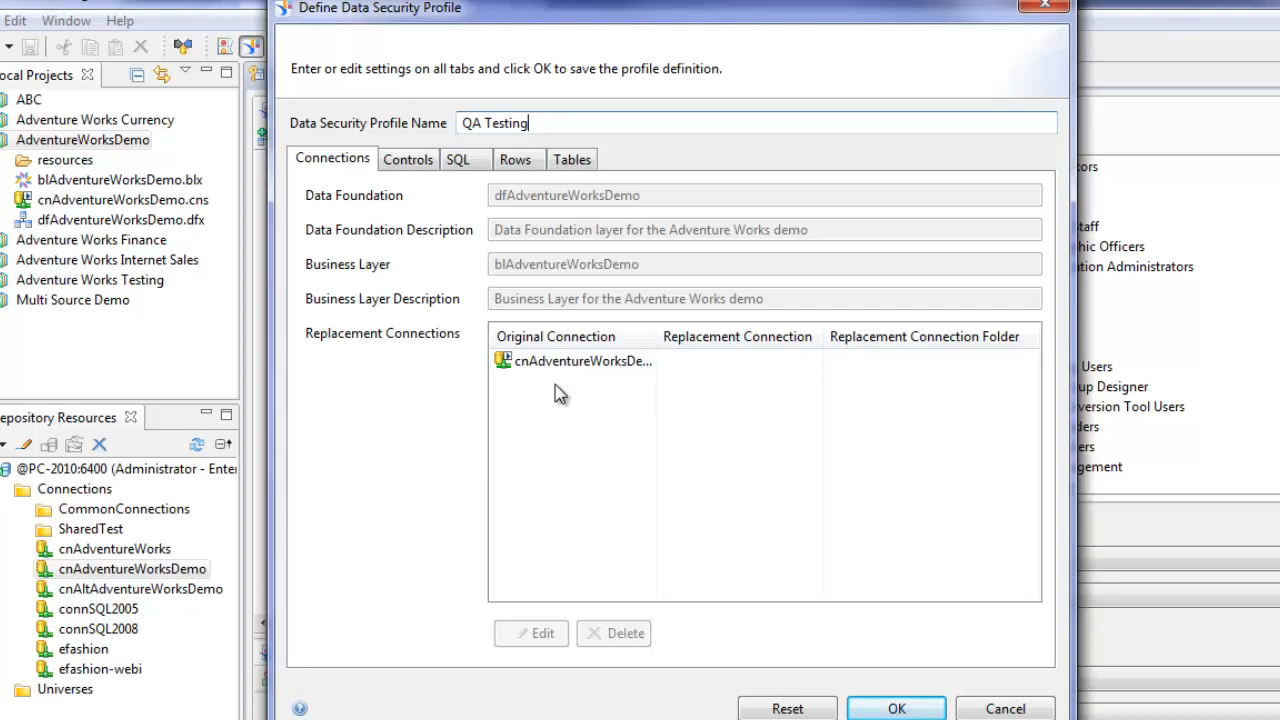 Define Data Security Profile
Edit Window Help
Enter or edit settings on all tabs and click OK to save the profile definition.
Data Security Profile Name QA Testing
Connections Controls SQL Rows Tables
Data Foundation dfAdventureWorksDemo
Data Foundation Description Data Foundation layer for the Adventure Works demo
Business Layer blAdventureWorksDemo
Business Layer Description Business Layer for the Adventure Works demo
Replacement Connections
Original Connection Replacement Connection Replacement Connection Folder
cnAdventureWorksDe...
Edit Delete
Reset OK Cancel
ocal Projects
ABC
Adventure Works Currency
AdventureWorksDemo
resources
blAdventureWorksDemo.blx
cnAdventureWorksDemo.cns
dfAdventureWorksDemo.dfx
Adventure Works Finance
Adventure Works Internet Sales
Adventure Works Testing
Multi Source Demo
epository Resources
@PC-2010:6400 (Administrator - Enter
Connections
CommonConnections
SharedTest
cnAdventureWorks
cnAdventureWorksDemo
cnAltAdventureWorksDemo
connSQL2005
connSQL2008
efashion
efashion-webi
Universes
ors
taff
hic Officers
tion Administrators
Users
up Designer
version Tool Users
ders
ers
gement